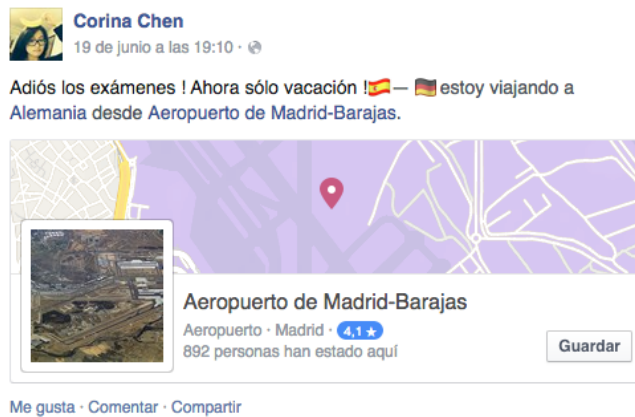 Corina Chen
19 de junio a las 19:10 ·
Adiós los exámenes ! Ahora sólo vacación !🇪🇸— 🇩🇪 estoy viajando a
Alemania desde Aeropuerto de Madrid-Barajas.
Aeropuerto de Madrid-Barajas
Aeropuerto · Madrid · 4,1 ★
892 personas han estado aquí
Guardar
Me gusta · Comentar · Compartir